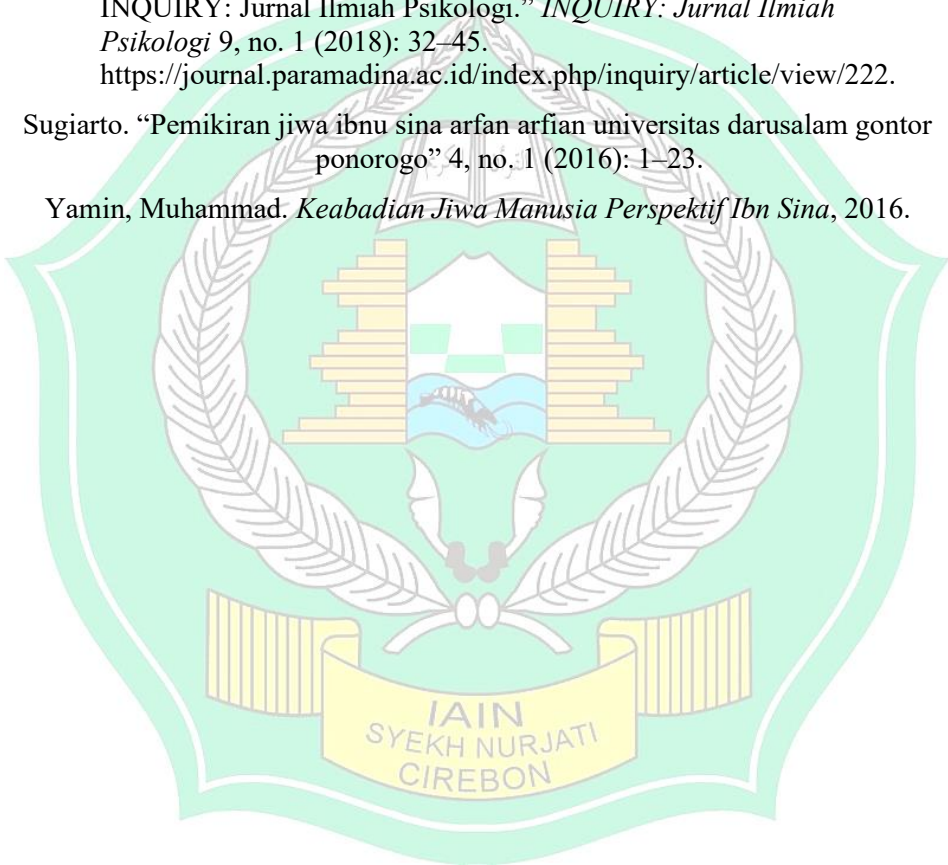 INQUIRY: Jurnal Ilmiah Psikologi.” INQUIRY: Jurnal Ilmiah
Psikologi 9, no. 1 (2018): 32–45.
https://journal.paramadina.ac.id/index.php/inquiry/article/view/222.
Sugiarto. “Pemikiran jiwa ibnu sina arfan arfian universitas darusalam gontor
ponorogo” 4, no. 1 (2016): 1–23.
Yamin, Muhammad. Keabadian Jiwa Manusia Perspektif Ibn Sina, 2016.
IAIN
SYEKH NURJATI
CIREBON